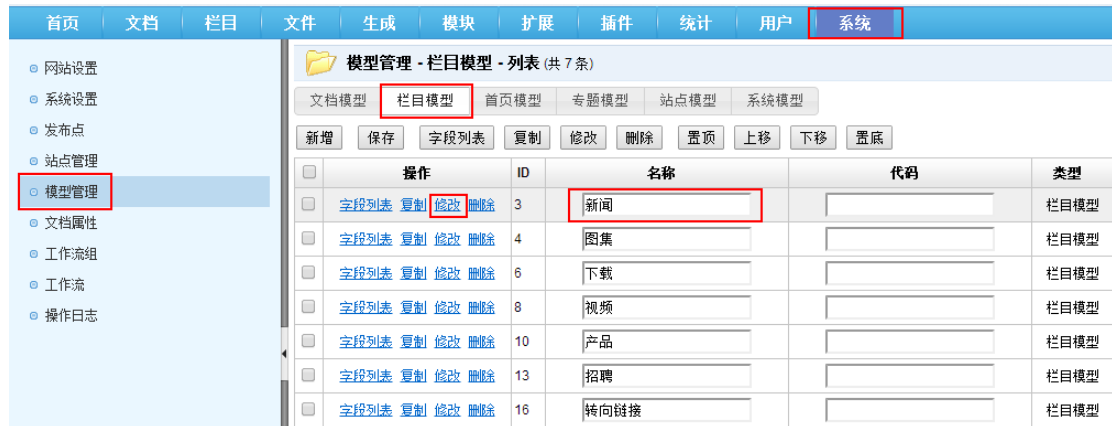 首页 文档 栏目 文件 生成 模块 扩展 插件 统计 用户 系统
网站设置
系统设置
发布点
站点管理
模型管理
文档属性
工作流组
工作流
操作日志
模型管理 - 栏目模型 - 列表 (共 7 条)
文档模型 栏目模型 首页模型 专题模型 站点模型 系统模型
新增 保存 字段列表 复制 修改 删除 置顶 上移 下移 置底
操作 ID 名称 代码 类型
字段列表 复制 修改 删除 3 新闻 栏目模型
字段列表 复制 修改 删除 4 图集 栏目模型
字段列表 复制 修改 删除 6 下载 栏目模型
字段列表 复制 修改 删除 8 视频 栏目模型
字段列表 复制 修改 删除 10 产品 栏目模型
字段列表 复制 修改 删除 13 招聘 栏目模型
字段列表 复制 修改 删除 16 转向链接 栏目模型